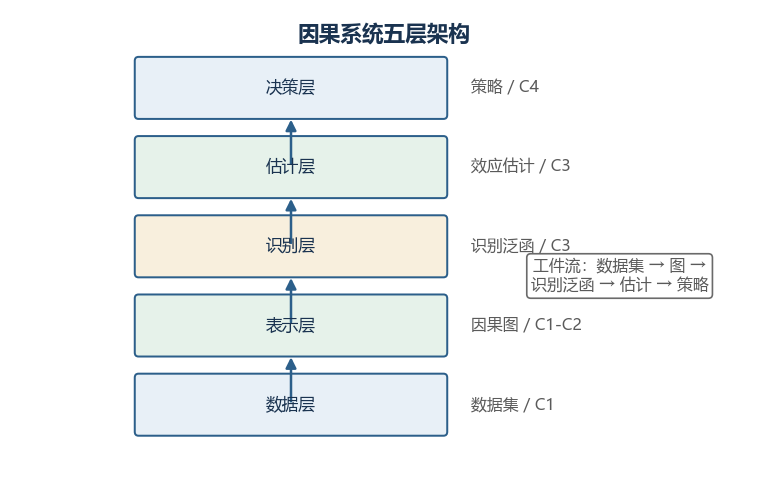 因果系统五层架构
决策层
策略 / C4
估计层
效应估计 / C3
识别层
识别泛函 / C3
工件流：数据集 → 图 →
识别泛函 → 估计 → 策略
表示层
因果图 / C1-C2
数据层
数据集 / C1